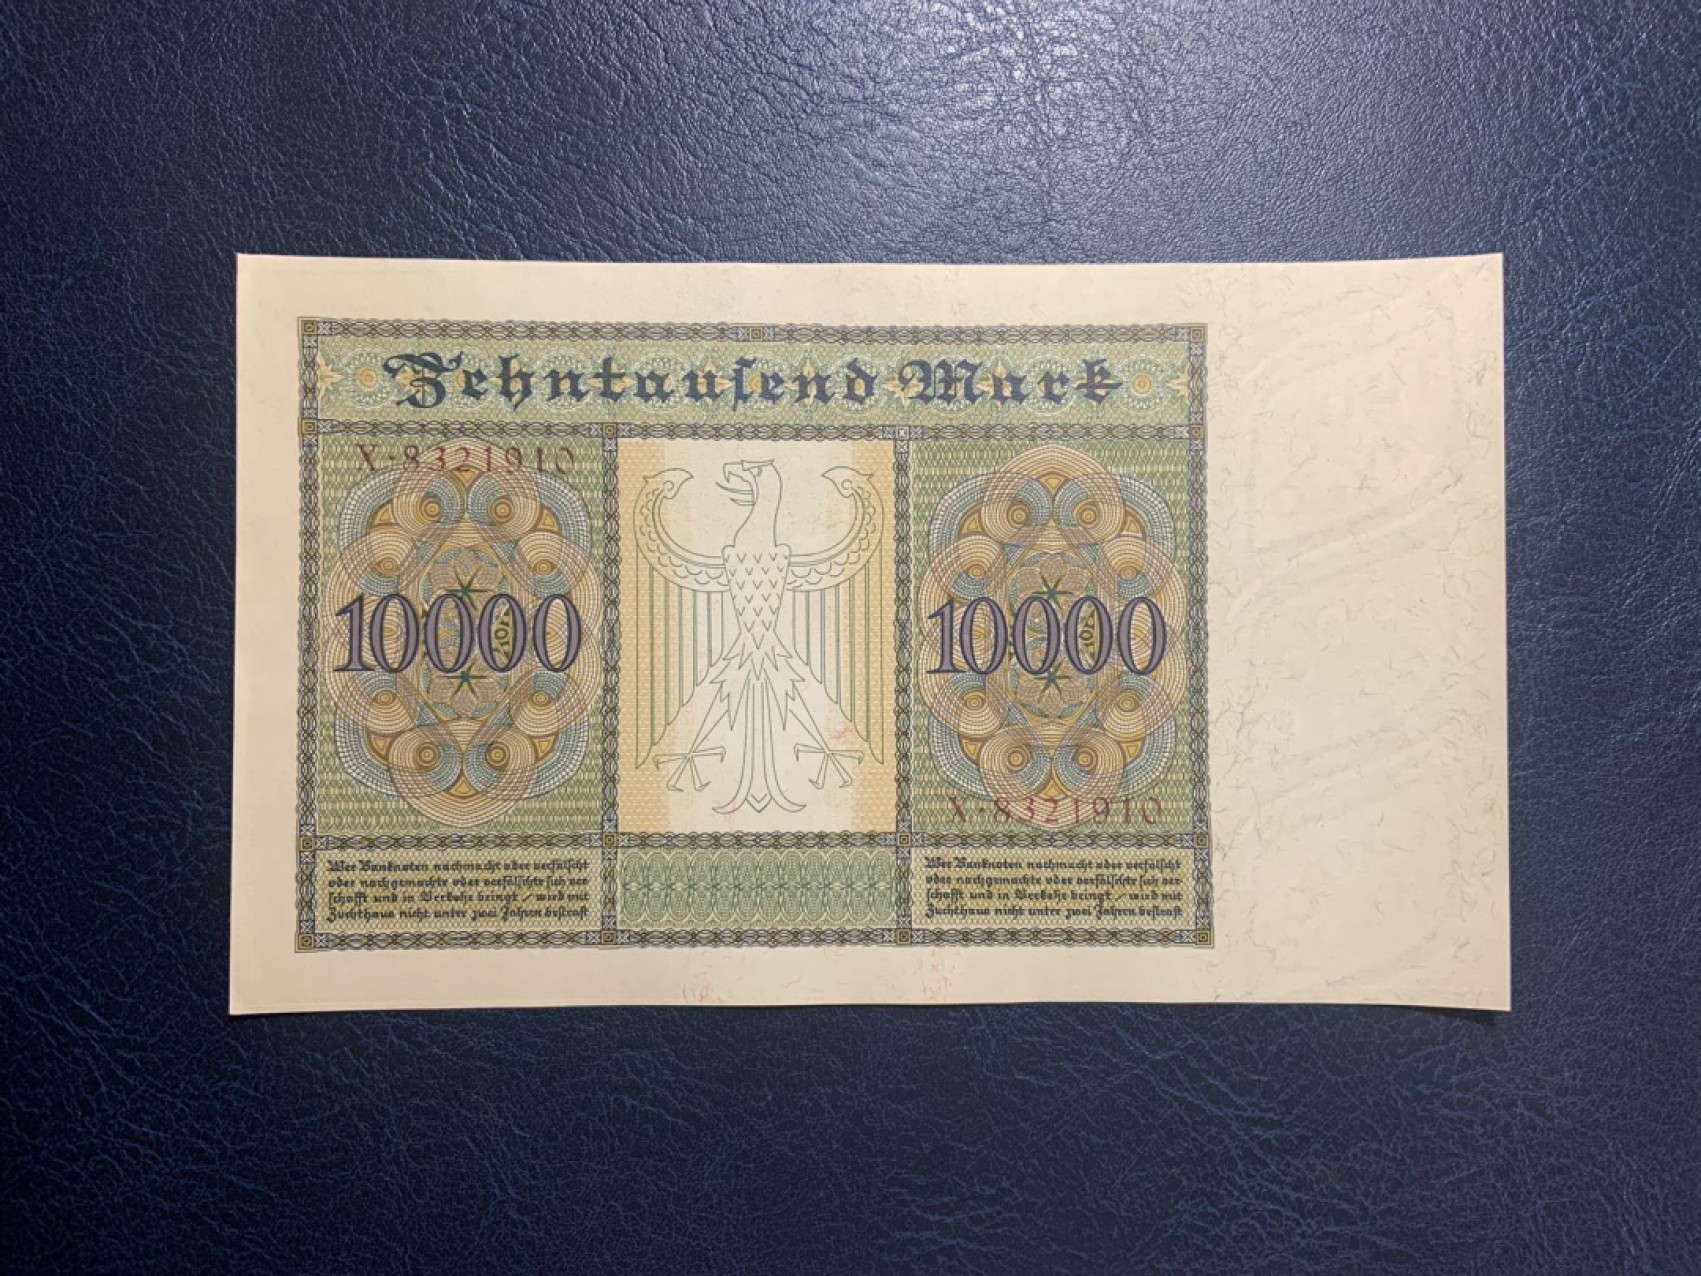 Zehntauſend Mark
X·8321910
10000
10000
X·8321910
Wer Banknoten nachmacht oder verfälſcht
oder nachgemachte oder verfälſchte ſich ver
ſchafft und in Verkehr bringt / wird mit
Zuchthaus nicht unter zwei Jahren beſtraft
Wer Banknoten nachmacht oder verfälſcht
oder nachgemachte oder verfälſchte ſich ver
ſchafft und in Verkehr bringt / wird mit
Zuchthaus nicht unter zwei Jahren beſtraft